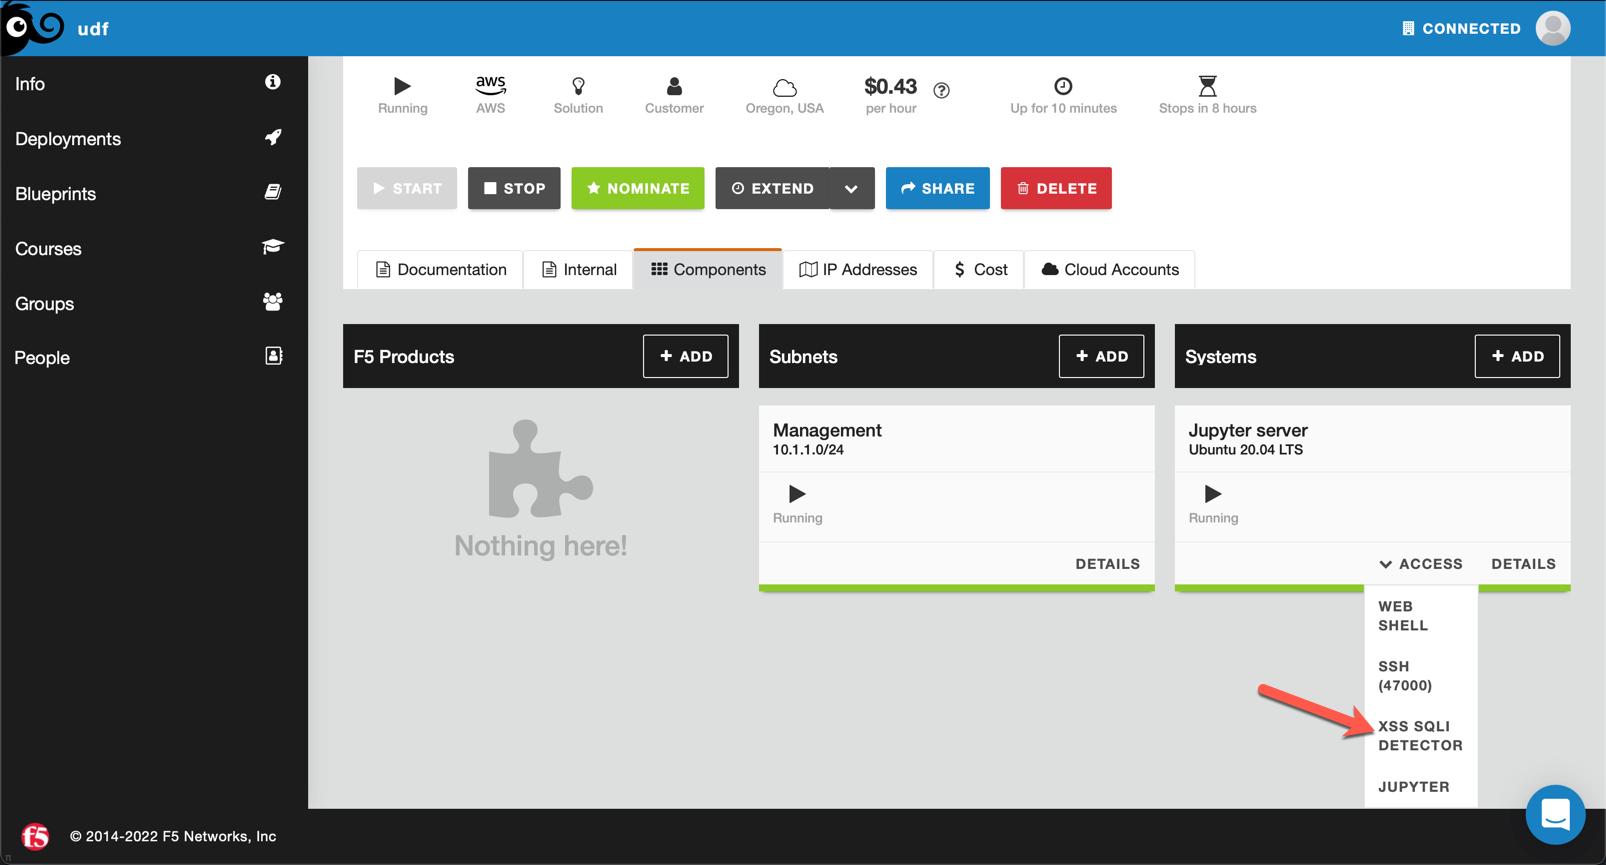 udf
CONNECTED
Info
Deployments
Blueprints
Courses
Groups
People
Running
aws
AWS
Solution
Customer
Oregon, USA
$0.43
per hour
Up for 10 minutes
Stops in 8 hours
START
STOP
NOMINATE
EXTEND
SHARE
DELETE
Documentation
Internal
Components
IP Addresses
$ Cost
Cloud Accounts
F5 Products
+ ADD
Subnets
+ ADD
Systems
+ ADD
Nothing here!
Management
10.1.1.0/24
Running
DETAILS
Jupyter server
Ubuntu 20.04 LTS
Running
ACCESS
DETAILS
WEB
SHELL
SSH
(47000)
XSS SQLI
DETECTOR
JUPYTER
f5
© 2014-2022 F5 Networks, Inc
π